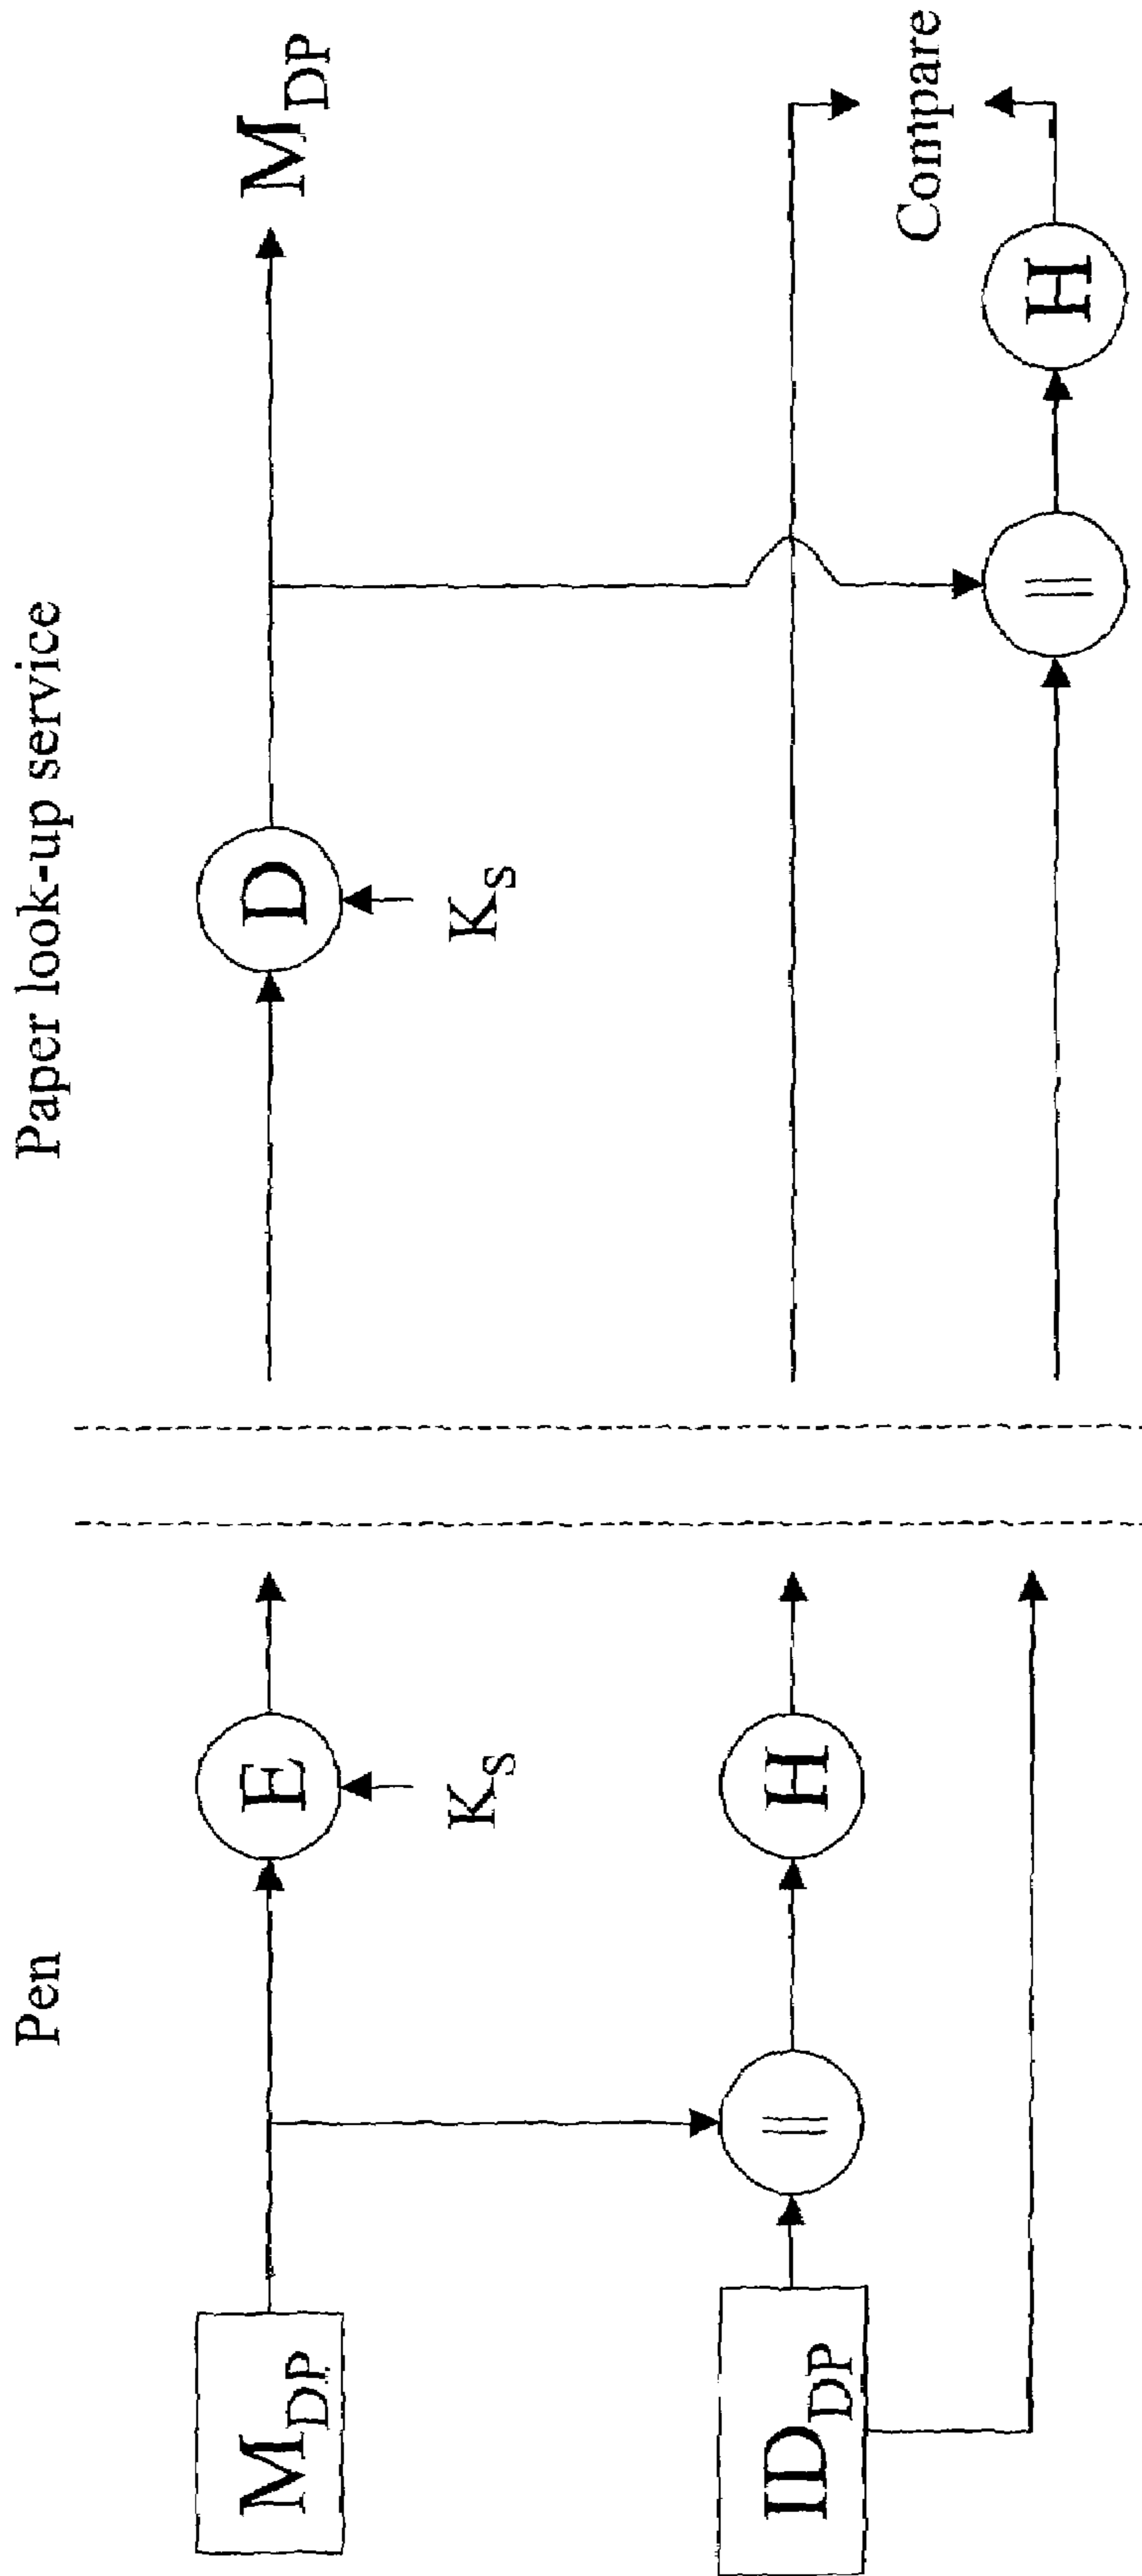 Pen
Paper look-up service
M_DP
E
D
M_DP
K_S
K_S
ID_DP
||
H
Compare
||
H